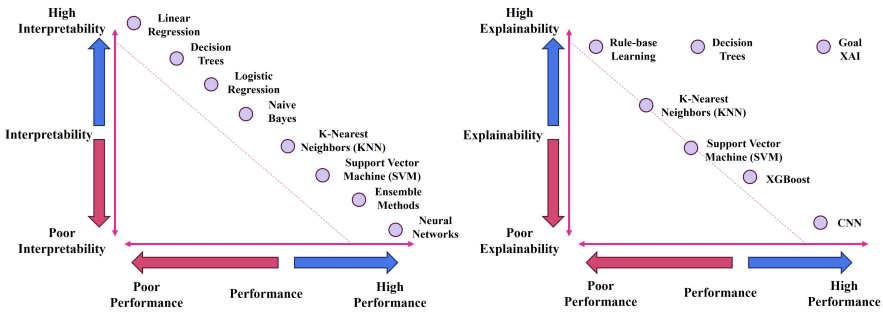 High
Interpretability
Interpretability
Poor
Interpretability
Linear
Regression
Decision
Trees
Logistic
Regression
Naive
Bayes
K-Nearest
Neighbors (KNN)
Support Vector
Machine (SVM)
Ensemble
Methods
Neural
Networks
Poor
Performance
Performance
High
Performance
High
Explainability
Explainability
Poor
Explainability
Rule-base
Learning
Decision
Trees
Goal
XAI
K-Nearest
Neighbors (KNN)
Support Vector
Machine (SVM)
XGBoost
CNN
Poor
Performance
Performance
High
Performance